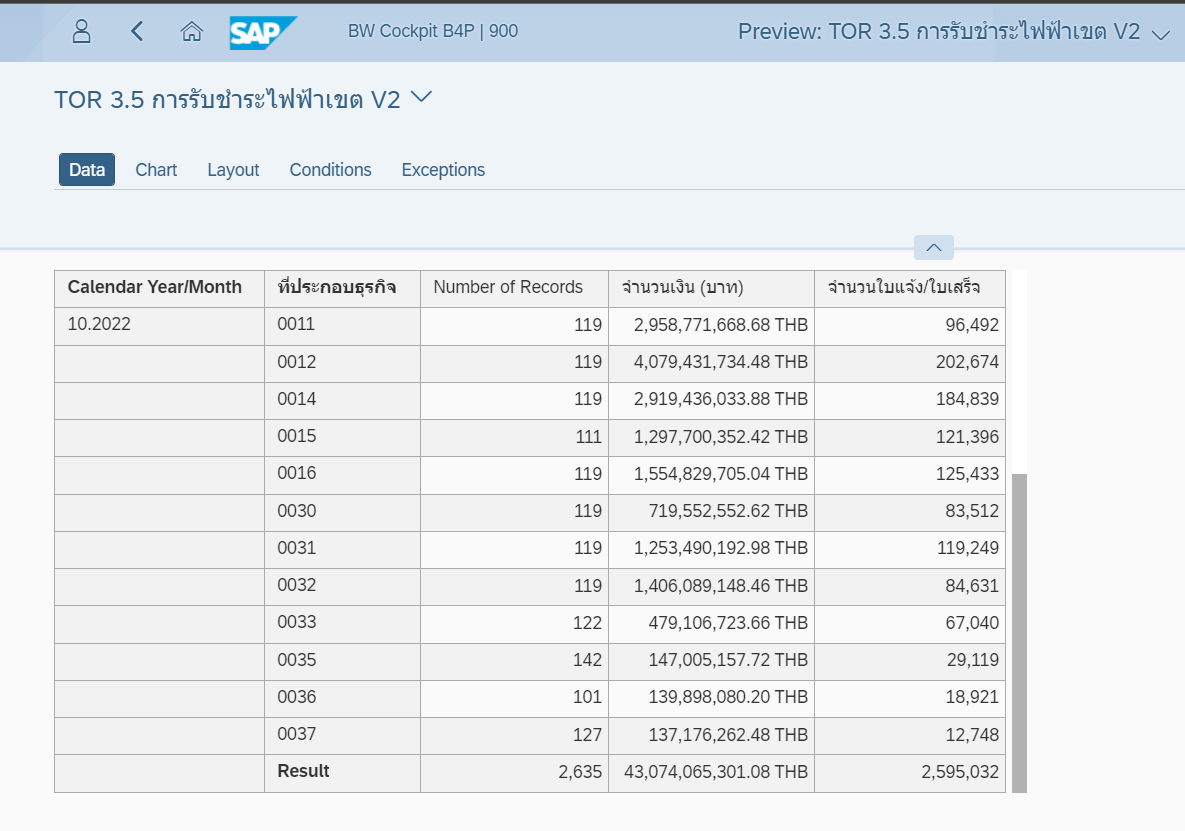 SAP
BW Cockpit B4P | 900
Preview: TOR 3.5 การรับชำระไฟฟ้าเขต V2
TOR 3.5 การรับชำระไฟฟ้าเขต V2
Data Chart Layout Conditions Exceptions
Calendar Year/Month ที่ประกอบธุรกิจ Number of Records จำนวนเงิน (บาท) จำนวนใบแจ้ง/ใบเสร็จ
10.2022 0011 119 2,958,771,668.68 THB 96,492
0012 119 4,079,431,734.48 THB 202,674
0014 119 2,919,436,033.88 THB 184,839
0015 111 1,297,700,352.42 THB 121,396
0016 119 1,554,829,705.04 THB 125,433
0030 119 719,552,552.62 THB 83,512
0031 119 1,253,490,192.98 THB 119,249
0032 119 1,406,089,148.46 THB 84,631
0033 122 479,106,723.66 THB 67,040
0035 142 147,005,157.72 THB 29,119
0036 101 139,898,080.20 THB 18,921
0037 127 137,176,262.48 THB 12,748
Result 2,635 43,074,065,301.08 THB 2,595,032